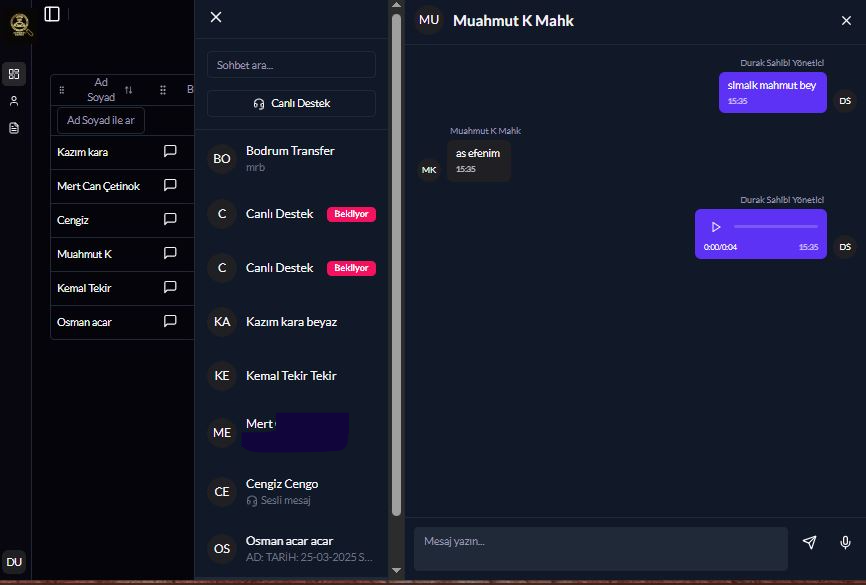 Ad
Soyad
B
Ad Soyad ile ar
Kazım kara
Mert Can Çetinok
Cengiz
Muahmut K
Kemal Tekir
Osman acar
DU
Sohbet ara...
Canlı Destek
BO
Bodrum Transfer
mrb
C
Canlı Destek
Bekliyor
C
Canlı Destek
Bekliyor
KA
Kazım kara beyaz
KE
Kemal Tekir Tekir
ME
Mert
CE
Cengiz Cengo
Sesli mesaj
OS
Osman acar acar
AD: TARİH: 25-03-2025 S...
MU
Muahmut K Mahk
Durak Sahibi Yönetici
slmalk mahmut bey
15:35
DS
Muahmut K Mahk
as efenim
15:35
MK
Durak Sahibi Yönetici
0:00/0:04
15:35
DS
Mesaj yazın...